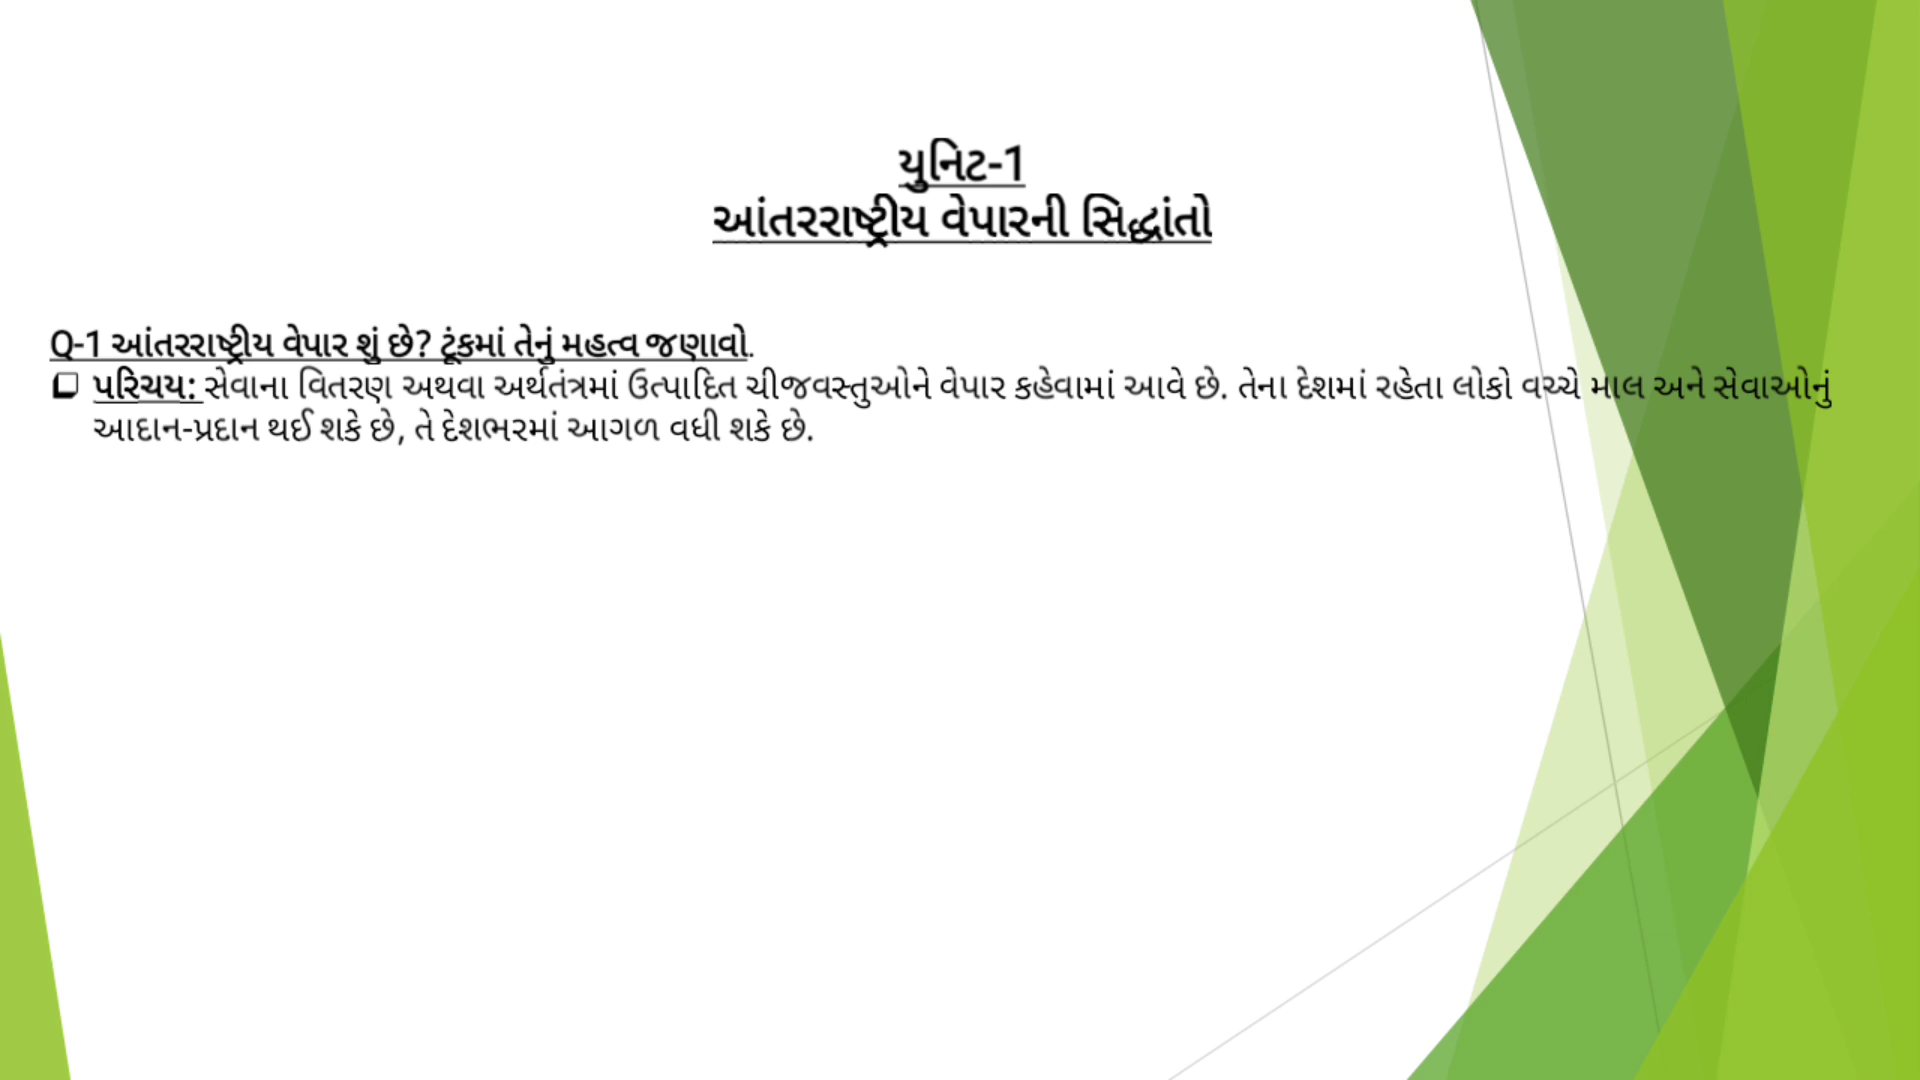 યુનિટ-1
આંતરરાષ્ટ્રીય વેપારની સિદ્ધાંતો
Q-1 આંતરરાષ્ટ્રીય વેપાર શું છે? ટૂંકમાં તેનું મહત્વ જણાવો.
❑ પરિચય: સેવાના વિતરણ અથવા અર્થતંત્રમાં ઉત્પાદિત ચીજવસ્તુઓને વેપાર કહેવામાં આવે છે. તેના દેશમાં રહેતા લોકો વચ્ચે માલ અને સેવાઓનું
આદાન-પ્રદાન થઈ શકે છે, તે દેશભરમાં આગળ વધી શકે છે.